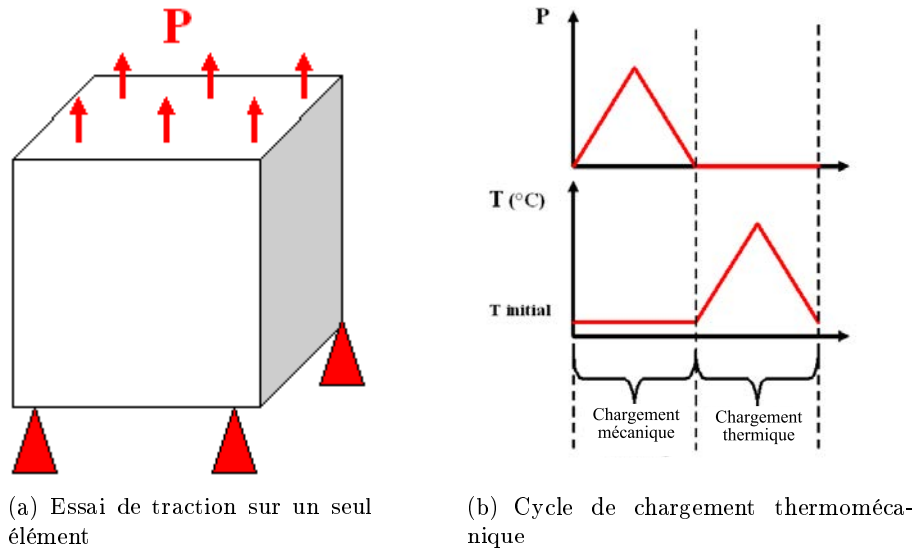 P
(a) Essai de traction sur un seul
élément
P
T (°C)
T initial
Chargement
mécanique
Chargement
thermique
(b) Cycle de chargement thermoméca-
nique